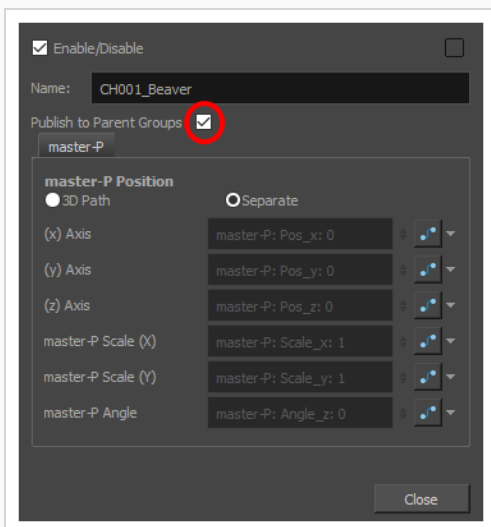 Enable/Disable
Name: CH001_Beaver
Publish to Parent Groups
master-P
master-P Position
3D Path Separate
(x) Axis master-P: Pos_x: 0
(y) Axis master-P: Pos_y: 0
(z) Axis master-P: Pos_z: 0
master-P Scale (X) master-P: Scale_x: 1
master-P Scale (Y) master-P: Scale_y: 1
master-P Angle master-P: Angle_z: 0
Close